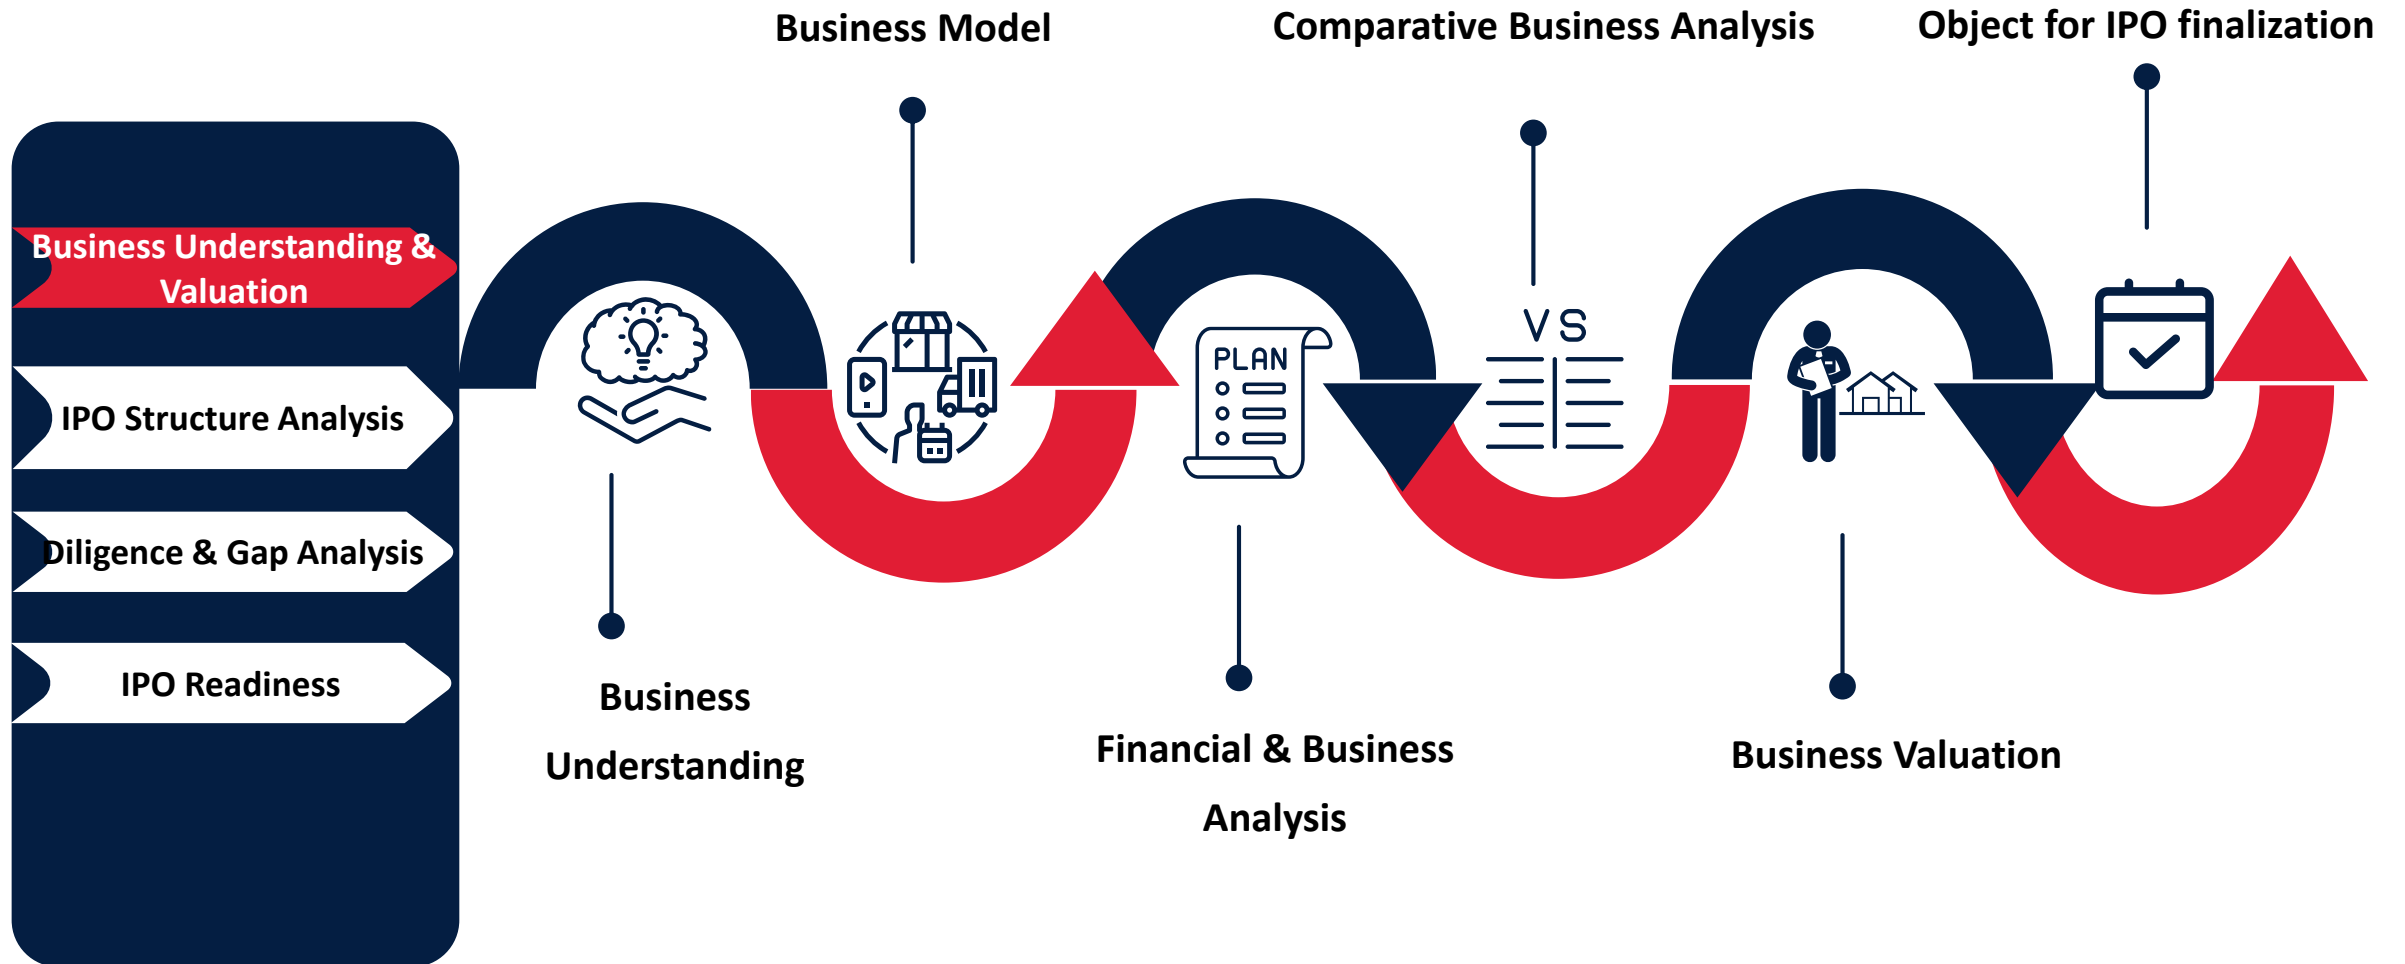 Business Model
Comparative Business Analysis
Object for IPO finalization
Business Understanding &
Valuation
IPO Structure Analysis
Diligence & Gap Analysis
IPO Readiness
VS
PLAN
Business
Understanding
Financial & Business
Analysis
Business Valuation